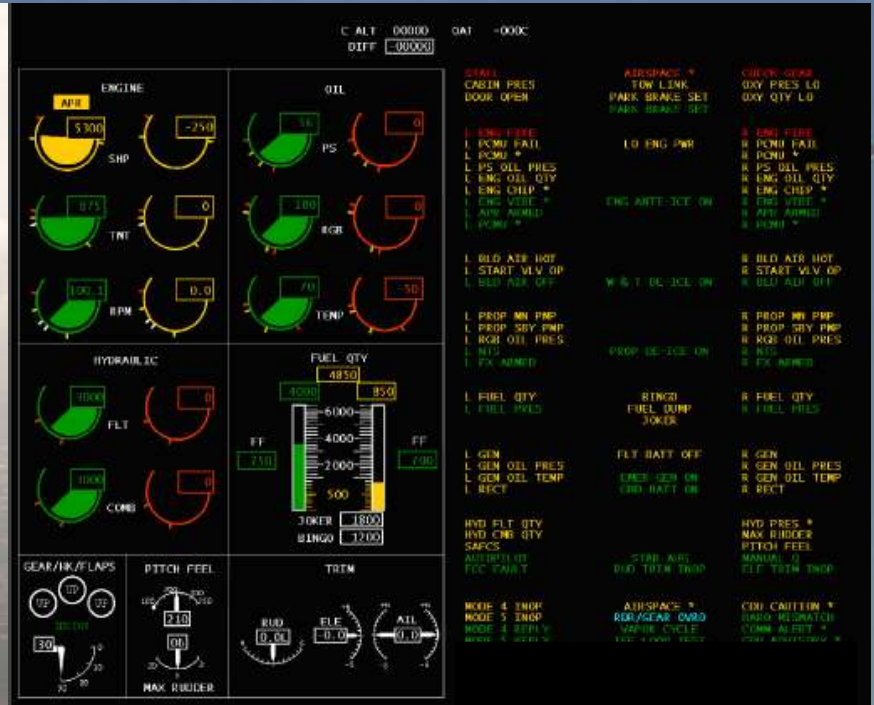 C ALT 00000 OAT -000C
DIFF -00000
ENGINE
APR
5300 -250
SHP
875 0
TNT
100.1 0.0
RPM
OIL
56 0
PS
100 0
RGB
70 -50
TEMP
HYDRAULIC
3000 0
FLT
3000 0
COMB
FUEL QTY
4850
4000 850
6000
4000
2000
500
FF FF
710 700
JOKER 1800
BINGO 1200
GEAR/HK/FLAPS
UP UP UP
30
PITCH FEEL
210
MAX RUDDER
TRIM
RUD
0.0L
ELE
-0.0
AIL
0.0
STALL AIRSPACE * CHECK GEAR
CABIN PRES TOW LINK OXY PRES LO
DOOR OPEN PARK BRAKE SET OXY QTY LO
PARK BRAKE SET
L ENG FIRE R ENG FIRE
L PCMU FAIL LO ENG PWR R PCMU FAIL
L PCMU * R PCMU *
L PS OIL PRES R PS OIL PRES
L ENG OIL QTY R ENG OIL QTY
L ENG CHIP * R ENG CHIP *
L ENG VIBE * ENG ANTI-ICE ON R ENG VIBE *
L APR ARMED R APR ARMED
L PCMU * R PCMU *
L BLD AIR HOT R BLD AIR HOT
L START VLV OP R START VLV OP
L BLD AIR OFF W & T DE-ICE ON R BLD AIR OFF
L PROP MN PMP R PROP MN PMP
L PROP SBY PMP R PROP SBY PMP
L RGB OIL PRES R RGB OIL PRES
L NTS PROP DE-ICE ON R NTS
L FX ARMED R FX ARMED
L FUEL QTY BINGO R FUEL QTY
L FUEL PRES FUEL DUMP R FUEL PRES
JOKER
L GEN FLT BATT OFF R GEN
L GEN OIL PRES R GEN OIL PRES
L GEN OIL TEMP EMER GEN ON R GEN OIL TEMP
L RECT CBD BATT ON R RECT
HYD FLT QTY HYD PRES *
HYD CMB QTY MAX RUDDER
SAFCS PITCH FEEL
AUTOPILOT STAB AUG MANUAL Q
FCC FAULT RUD TRIM INOP ELE TRIM INOP
MODE 4 INOP AIRSPACE * CDU CAUTION *
MODE 5 INOP RDR/GEAR OVRD BARO MISMATCH
MODE 4 REPLY VAPOR CYCLE COMM ALERT *
MODE 5 REPLY ICE LOOP TEST CDU ADVISORY *